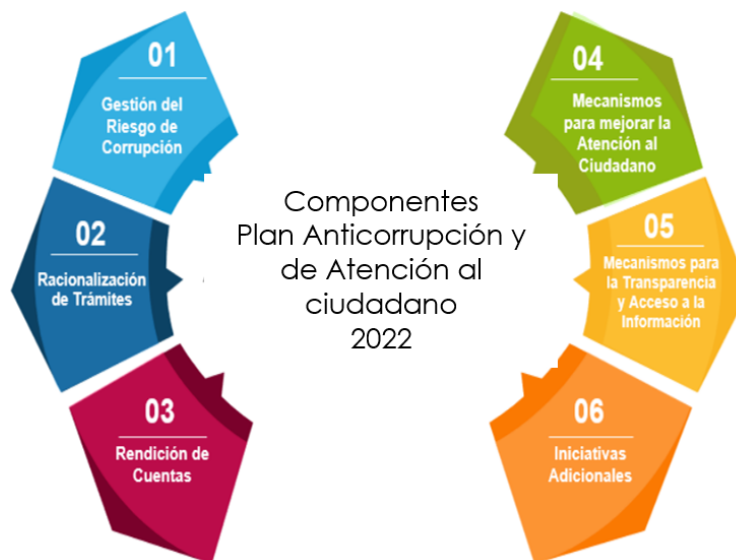 01
Gestión del
Riesgo de
Corrupción
02
Racionalización
de Trámites
03
Rendición de
Cuentas
Componentes
Plan Anticorrupción y
de Atención al
ciudadano
2022
04
Mecanismos
para mejorar la
Atención al
Ciudadano
05
Mecanismos para
la Transparencia
y Acceso a la
Información
06
Iniciativas
Adicionales